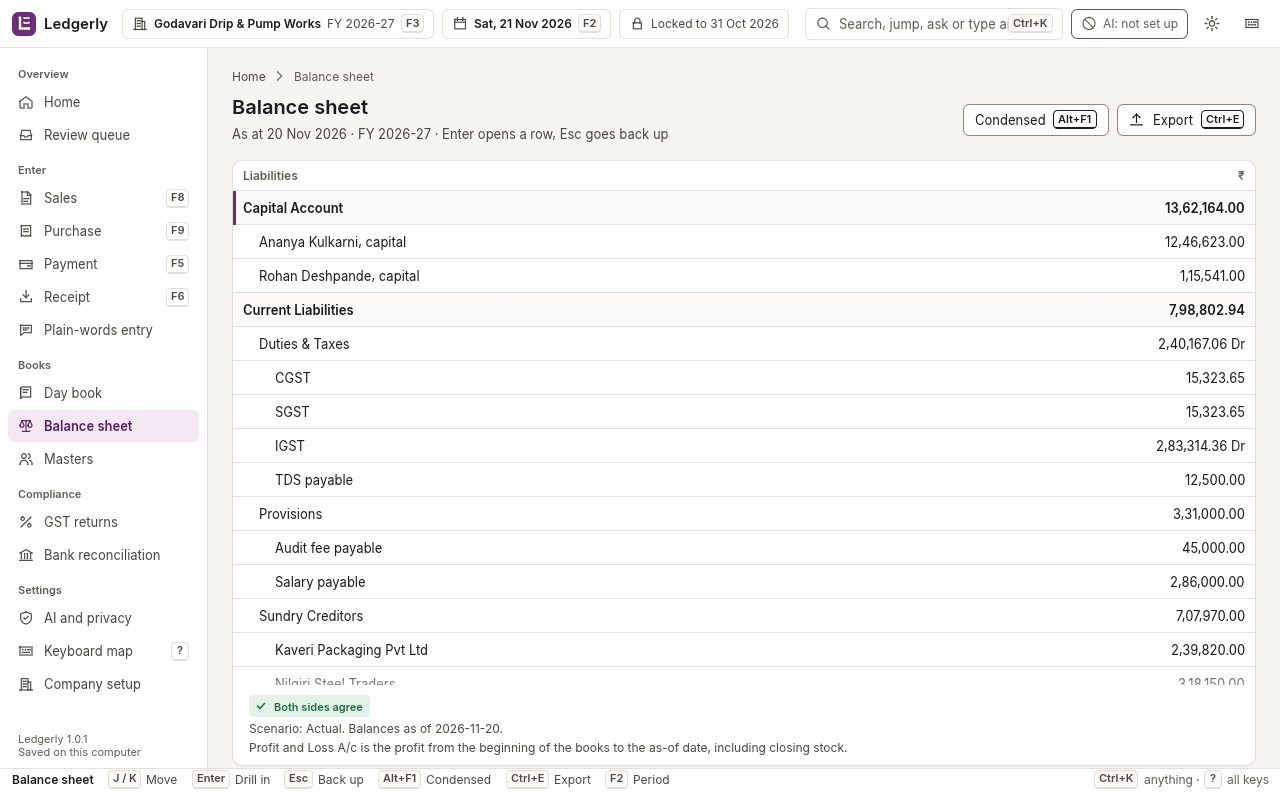 Ledgerly
Godavari Drip & Pump Works FY 2026-27 F3
Sat, 21 Nov 2026 F2
Locked to 31 Oct 2026
Search, jump, ask or type a Ctrl+K
AI: not set up
Overview
Home
Review queue
Enter
Sales F8
Purchase F9
Payment F5
Receipt F6
Plain-words entry
Books
Day book
Balance sheet
Masters
Compliance
GST returns
Bank reconciliation
Settings
AI and privacy
Keyboard map ?
Company setup
Ledgerly 1.0.1
Saved on this computer
Home > Balance sheet
Balance sheet
As at 20 Nov 2026 · FY 2026-27 · Enter opens a row, Esc goes back up
Condensed Alt+F1
Export Ctrl+E
Liabilities ₹
Capital Account 13,62,164.00
Ananya Kulkarni, capital 12,46,623.00
Rohan Deshpande, capital 1,15,541.00
Current Liabilities 7,98,802.94
Duties & Taxes 2,40,167.06 Dr
CGST 15,323.65
SGST 15,323.65
IGST 2,83,314.36 Dr
TDS payable 12,500.00
Provisions 3,31,000.00
Audit fee payable 45,000.00
Salary payable 2,86,000.00
Sundry Creditors 7,07,970.00
Kaveri Packaging Pvt Ltd 2,39,820.00
Nilgiri Steel Traders 3,18,150.00
Both sides agree
Scenario: Actual. Balances as of 2026-11-20.
Profit and Loss A/c is the profit from the beginning of the books to the as-of date, including closing stock.
Balance sheet J / K Move Enter Drill in Esc Back up Alt+F1 Condensed Ctrl+E Export F2 Period Ctrl+K anything · ? all keys